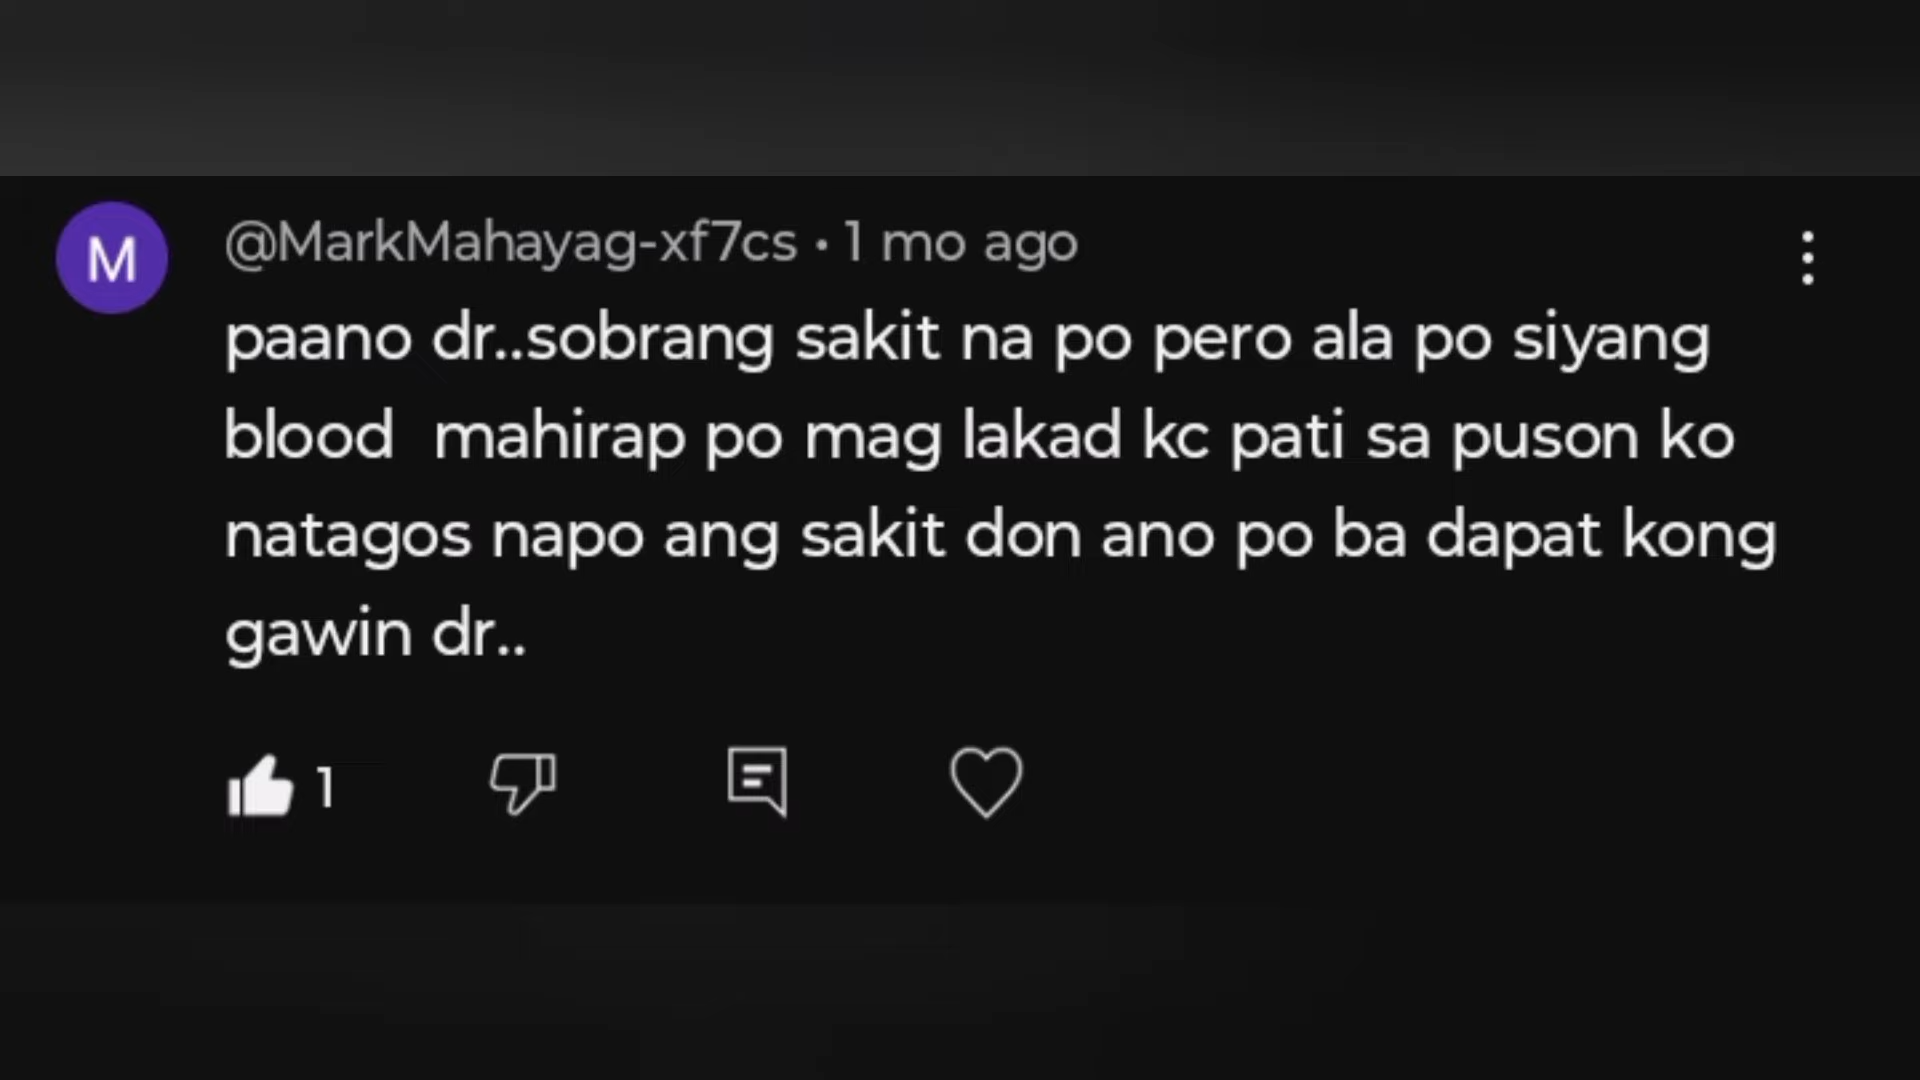 M
@MarkMahayag-xf7cs • 1 mo ago
paano dr..sobrang sakit na po pero ala po siyang
blood  mahirap po mag lakad kc pati sa puson ko
natagos napo ang sakit don ano po ba dapat kong
gawin dr..
1